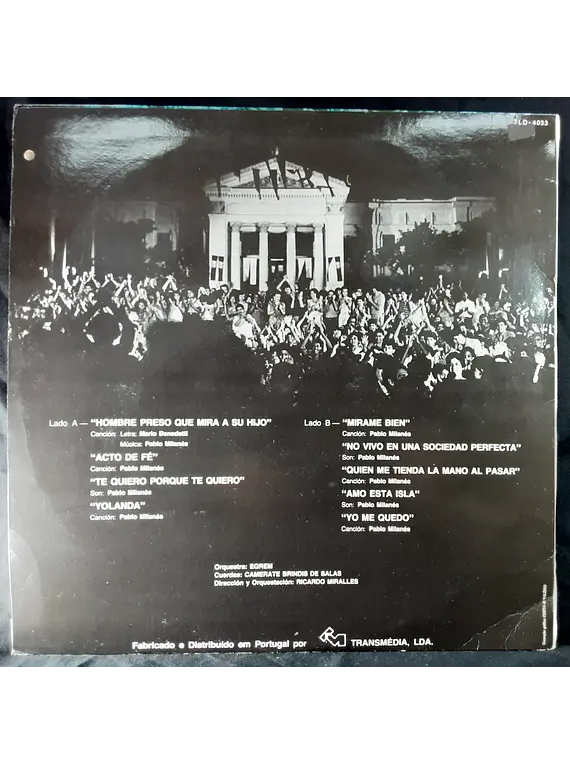 TLD-4033
Lado A — "HOMBRE PRESO QUE MIRA A SU HIJO"
Canción: Letra: Mario Benadetti
Música: Pablo Milanés
"ACTO DE FÉ"
Canción: Pablo Milanés
"TE QUIERO PORQUE TE QUIERO"
Son: Pablo Milanés
"YOLANDA"
Canción: Pablo Milanés
Lado B — "MIRAME BIEN"
Canción: Pablo Milanés
"NO VIVO EN UNA SOCIEDAD PERFECTA"
Son: Pablo Milanés
"QUIEN ME TIENDA LA MANO AL PASAR"
Canción: Pablo Milanés
"AMO ESTA ISLA"
Son: Pablo Milanés
"YO ME QUEDO"
Canción: Pablo Milanés
Orquestra: EGREM
Cuerdas: CAMERATE BRINDIS DE SALAS
Dirección y Orquestación: RICARDO MIRALLES
Fabricado e Distribuído em Portugal por
TRANSMÉDIA, LDA.